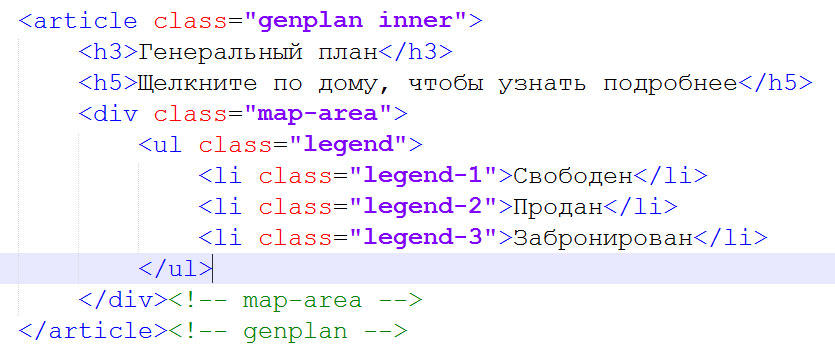 <article class="genplan inner">
<h3>Генеральный план</h3>
<h5>Щелкните по дому, чтобы узнать подробнее</h5>
<div class="map-area">
<ul class="legend">
<li class="legend-1">Свободен</li>
<li class="legend-2">Продан</li>
<li class="legend-3">Забронирован</li>
</ul>
</div><!-- map-area -->
</article><!-- genplan -->